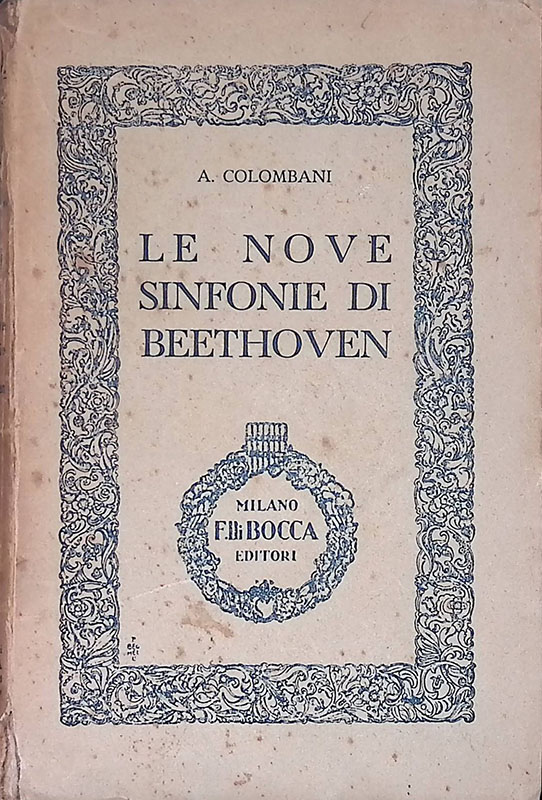 A. COLOMBANI
LE NOVE
SINFONIE DI
BEETHOVEN
MILANO
F.lli BOCCA
EDITORI